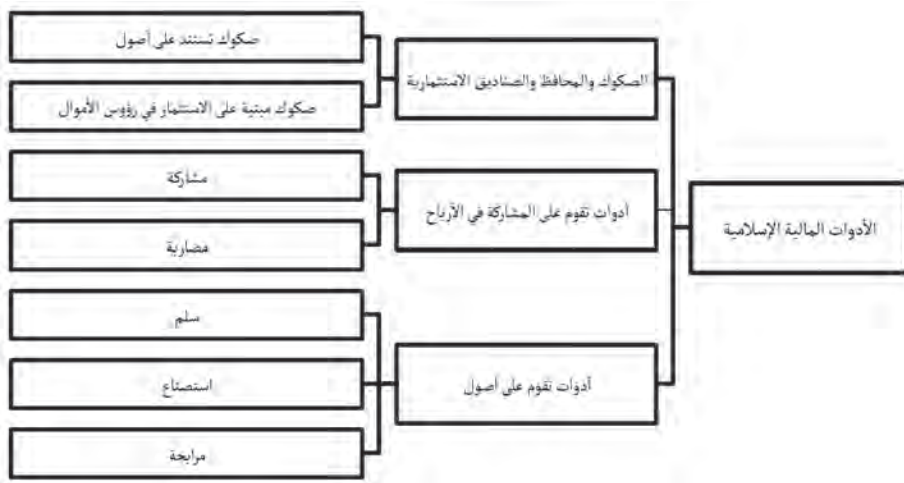 الأدوات المالية الإسلامية
الصكوك والمحافظ والصناديق الاستثمارية
صكوك تستند على أصول
صكوك مبنية على الاستثمار في رؤوس الأموال
أدوات تقوم على المشاركة في الأرباح
مشاركة
مضاربة
أدوات تقوم على أصول
سلم
استصناع
مرابحة